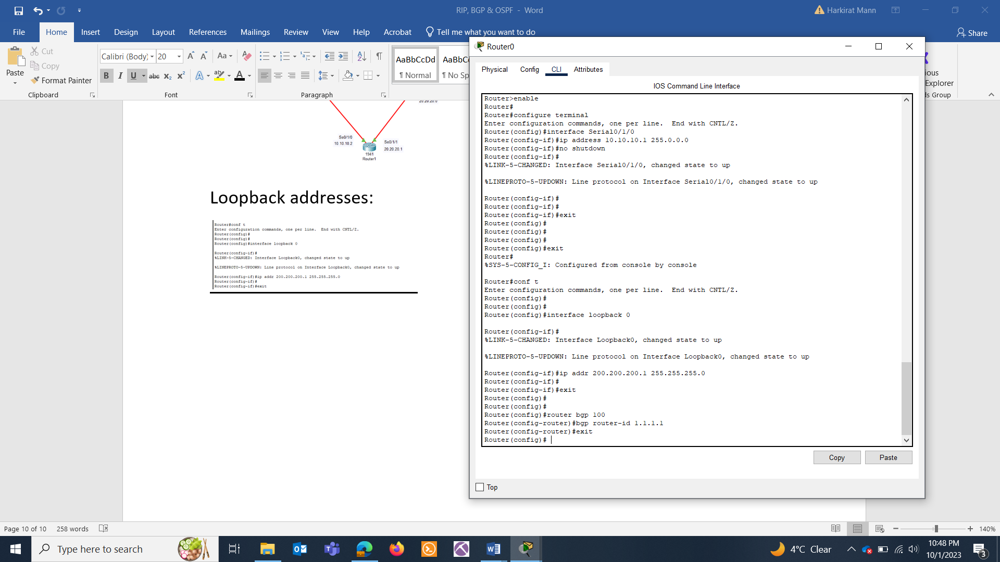 RIP, BGP & OSPF - Word
Harkirat Mann
File
Home
Insert
Design
Layout
References
Mailings
Review
View
Help
Acrobat
Tell me what you want to do
Share
Paste
Cut
Copy
Format Painter
Clipboard
Calibri (Body)
20
Font
Paragraph
AaBbCcDd
¶ Normal
AaBbCc
¶ No Sp
ious
Explorer
ds Group
20.20.20.0
Se0/1/0
10.10.10.2
Se0/1/1
20.20.20.1
1941
Router1
Loopback addresses:
Router#conf t
Enter configuration commands, one per line.  End with CNTL/Z.
Router(config)#
Router(config)#
Router(config)#interface loopback 0
Router(config-if)#
%LINK-5-CHANGED: Interface Loopback0, changed state to up
%LINEPROTO-5-UPDOWN: Line protocol on Interface Loopback0, changed state to up
Router(config-if)#ip addr 200.200.200.1 255.255.255.0
Router(config-if)#
Router(config-if)#exit
Router0
Physical
Config
CLI
Attributes
IOS Command Line Interface
Router>enable
Router#
Router#configure terminal
Enter configuration commands, one per line.  End with CNTL/Z.
Router(config)#interface Serial0/1/0
Router(config-if)#ip address 10.10.10.1 255.0.0.0
Router(config-if)#no shutdown
Router(config-if)#
%LINK-5-CHANGED: Interface Serial0/1/0, changed state to up
%LINEPROTO-5-UPDOWN: Line protocol on Interface Serial0/1/0, changed state to up
Router(config-if)#
Router(config-if)#
Router(config-if)#exit
Router(config)#
Router(config)#
Router(config)#
Router(config)#exit
Router#
%SYS-5-CONFIG_I: Configured from console by console
Router#conf t
Enter configuration commands, one per line.  End with CNTL/Z.
Router(config)#
Router(config)#
Router(config)#interface loopback 0
Router(config-if)#
%LINK-5-CHANGED: Interface Loopback0, changed state to up
%LINEPROTO-5-UPDOWN: Line protocol on Interface Loopback0, changed state to up
Router(config-if)#ip addr 200.200.200.1 255.255.255.0
Router(config-if)#
Router(config-if)#exit
Router(config)#
Router(config)#
Router(config)#router bgp 100
Router(config-router)#bgp router-id 1.1.1.1
Router(config-router)#exit
Router(config)#
Copy
Paste
Top
Page 10 of 10
258 words
140%
Type here to search
4°C Clear
10:48 PM
10/1/2023
3